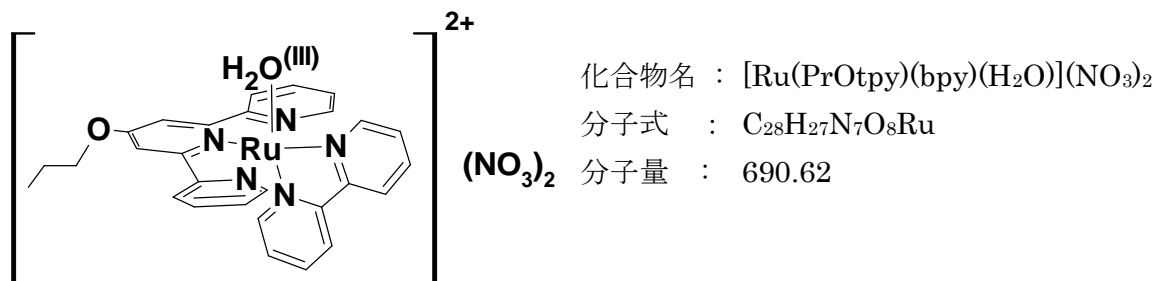 2+
H₂O(III)
N
O
N
Ru
N
N
N
(NO₃)₂
化合物名 : [Ru(PrOtpy)(bpy)(H₂O)](NO₃)₂
分子式 : C₂₈H₂₇N₇O₈Ru
分子量 : 690.62